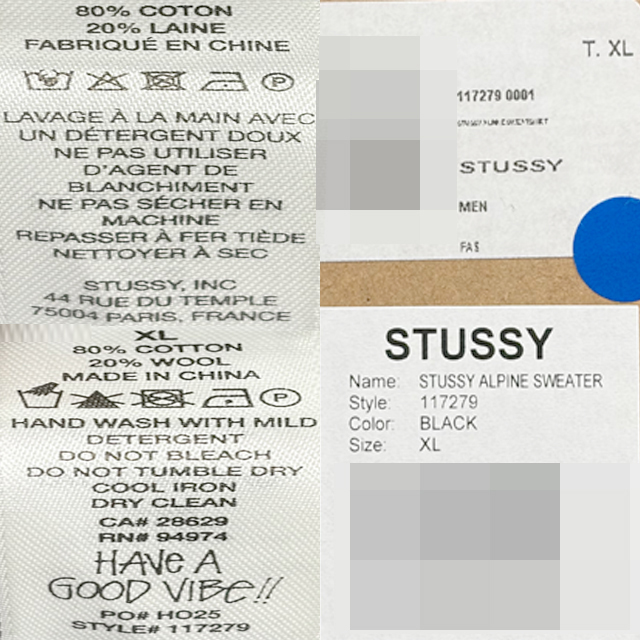 80% COTON
20% LAINE
FABRIQUÉ EN CHINE
P
LAVAGE À LA MAIN AVEC
UN DÉTERGENT DOUX
NE PAS UTILISER
D'AGENT DE
BLANCHIMENT
NE PAS SÉCHER EN
MACHINE
REPASSER À FER TIÈDE
NETTOYER À SEC
STUSSY, INC
44 RUE DU TEMPLE
75004 PARIS, FRANCE
XL
80% COTTON
20% WOOL
MADE IN CHINA
P
HAND WASH WITH MILD
DETERGENT
DO NOT BLEACH
DO NOT TUMBLE DRY
COOL IRON
DRY CLEAN
CA# 28629
RN# 94974
HAVE A
GOOD VIBE!!
PO# HO25
STYLE# 117279
T. XL
117279 0001
STUSSY
MEN
FAS
STUSSY
Name: STUSSY ALPINE SWEATER
Style: 117279
Color: BLACK
Size: XL